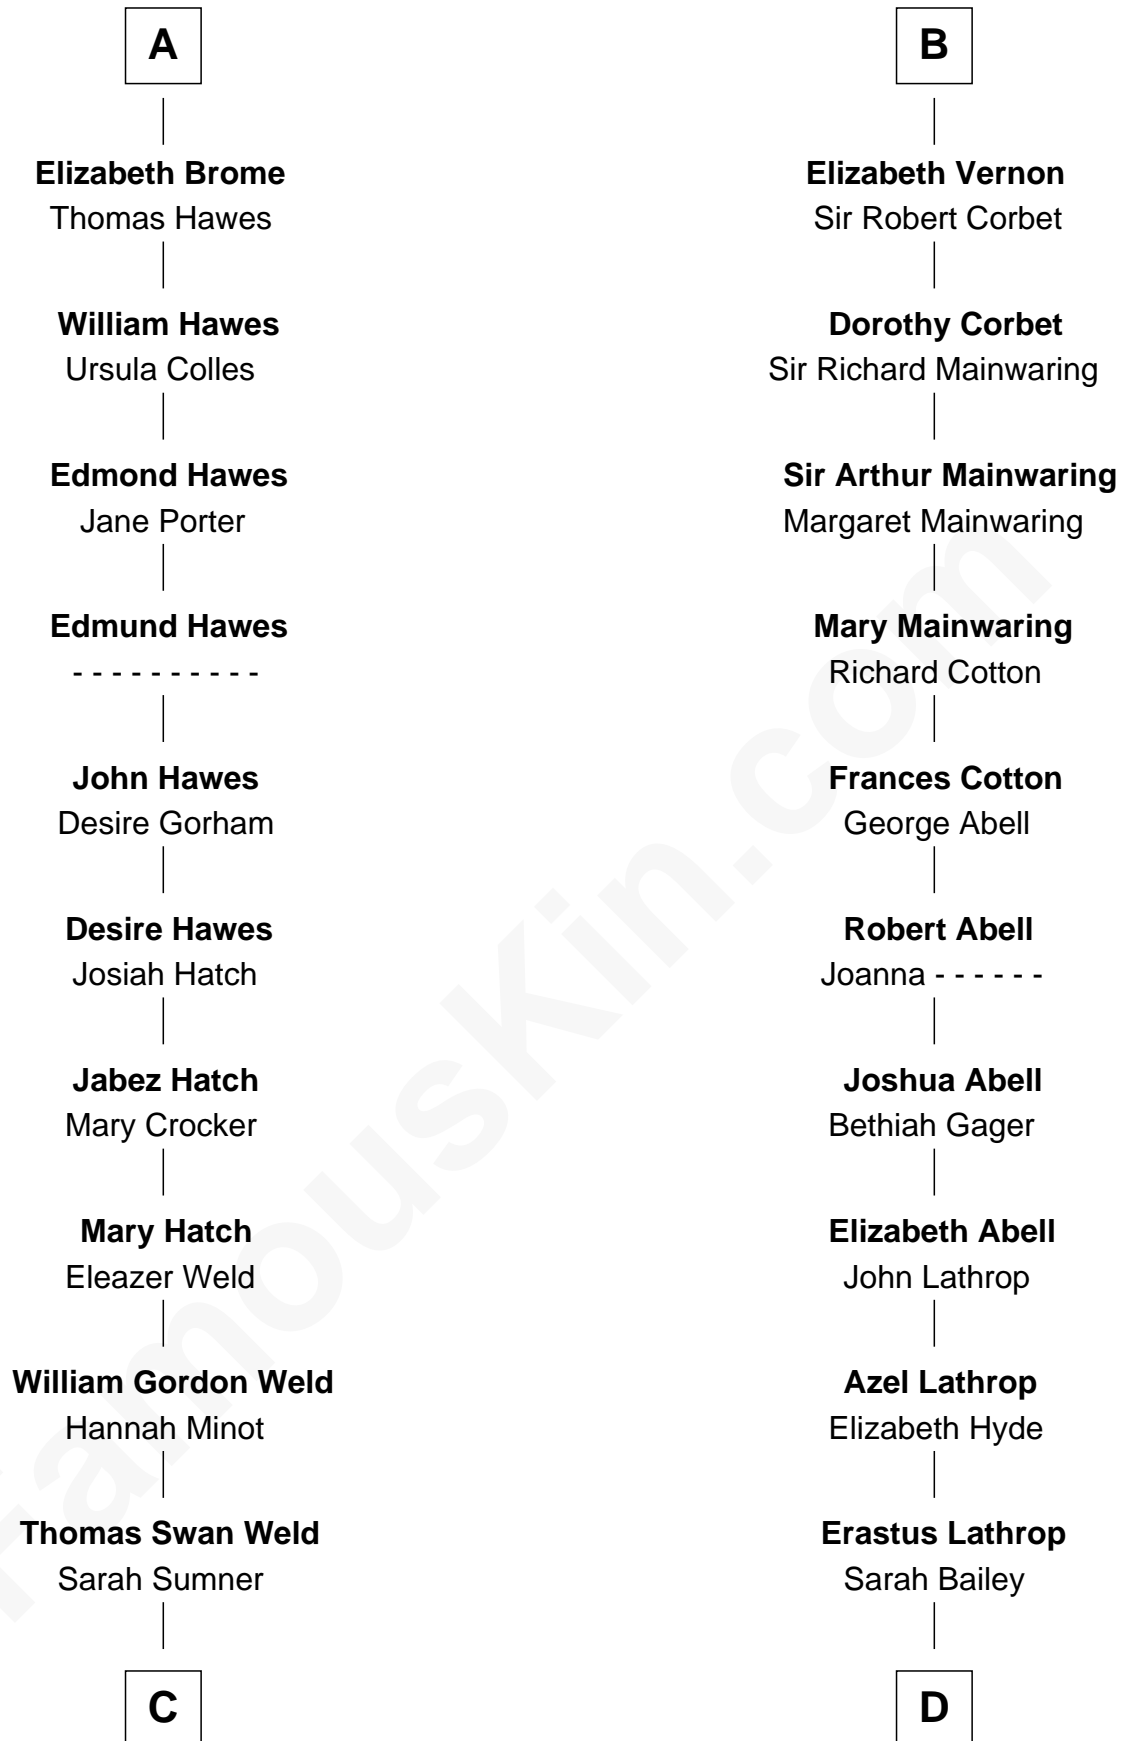 A
Elizabeth Brome
Thomas Hawes
William Hawes
Ursula Colles
Edmond Hawes
Jane Porter
Edmund Hawes
- - - - - - - - - -
John Hawes
Desire Gorham
Desire Hawes
Josiah Hatch
Jabez Hatch
Mary Crocker
Mary Hatch
Eleazer Weld
William Gordon Weld
Hannah Minot
Thomas Swan Weld
Sarah Sumner
C
B
Elizabeth Vernon
Sir Robert Corbet
Dorothy Corbet
Sir Richard Mainwaring
Sir Arthur Mainwaring
Margaret Mainwaring
Mary Mainwaring
Richard Cotton
Frances Cotton
George Abell
Robert Abell
Joanna - - - - - -
Joshua Abell
Bethiah Gager
Elizabeth Abell
John Lathrop
Azel Lathrop
Elizabeth Hyde
Erastus Lathrop
Sarah Bailey
D
FamousKin.com